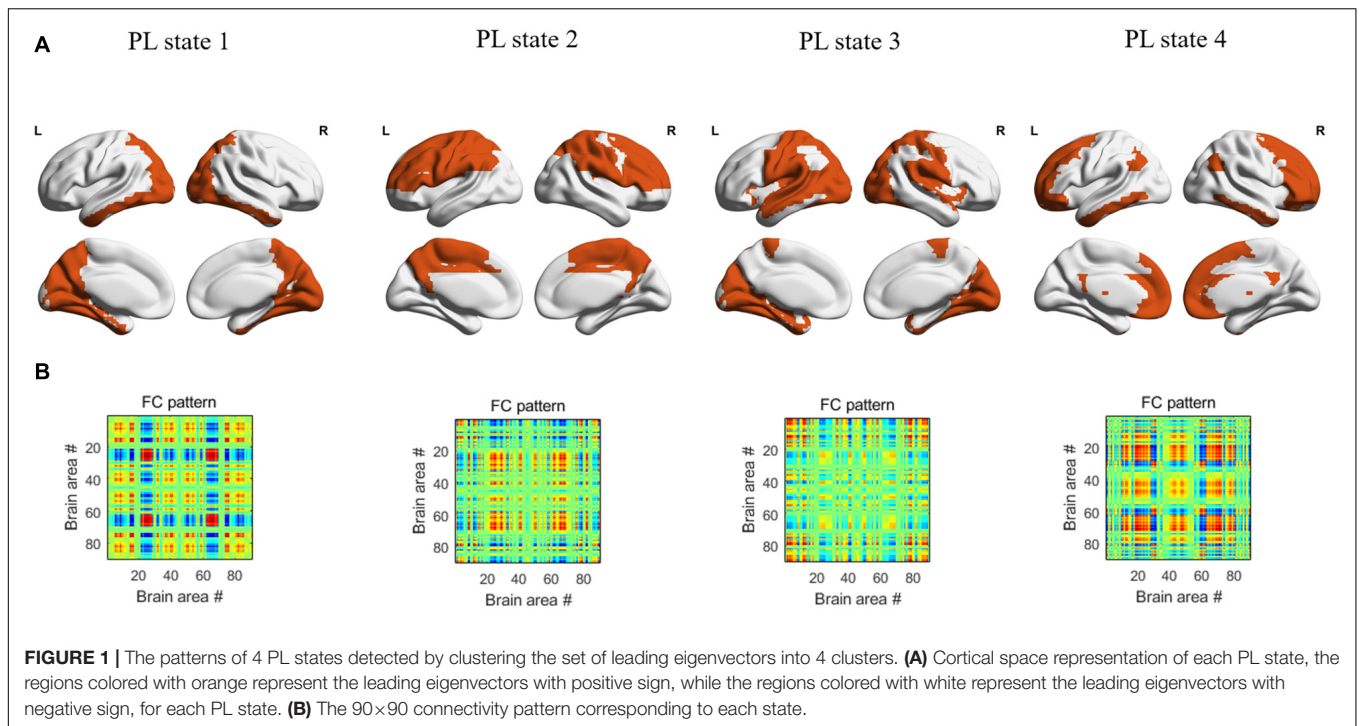 A
PL state 1
PL state 2
PL state 3
PL state 4
L
R
L
R
L
R
L
R
B
FC pattern
FC pattern
FC pattern
FC pattern
Brain area #
20
40
60
80
20 40 60 80
Brain area #
Brain area #
20
40
60
80
20 40 60 80
Brain area #
Brain area #
20
40
60
80
20 40 60 80
Brain area #
Brain area #
20
40
60
80
20 40 60 80
Brain area #
FIGURE 1 | The patterns of 4 PL states detected by clustering the set of leading eigenvectors into 4 clusters. (A) Cortical space representation of each PL state, the
regions colored with orange represent the leading eigenvectors with positive sign, while the regions colored with white represent the leading eigenvectors with
negative sign, for each PL state. (B) The 90×90 connectivity pattern corresponding to each state.